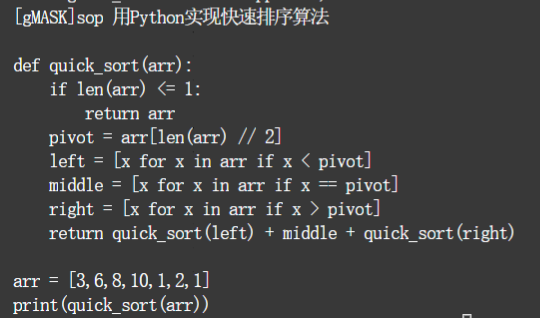 [gMASK]sop 用Python实现快速排序算法
def quick_sort(arr):
    if len(arr) <= 1:
        return arr
    pivot = arr[len(arr) // 2]
    left = [x for x in arr if x < pivot]
    middle = [x for x in arr if x == pivot]
    right = [x for x in arr if x > pivot]
    return quick_sort(left) + middle + quick_sort(right)
arr = [3,6,8,10,1,2,1]
print(quick_sort(arr))